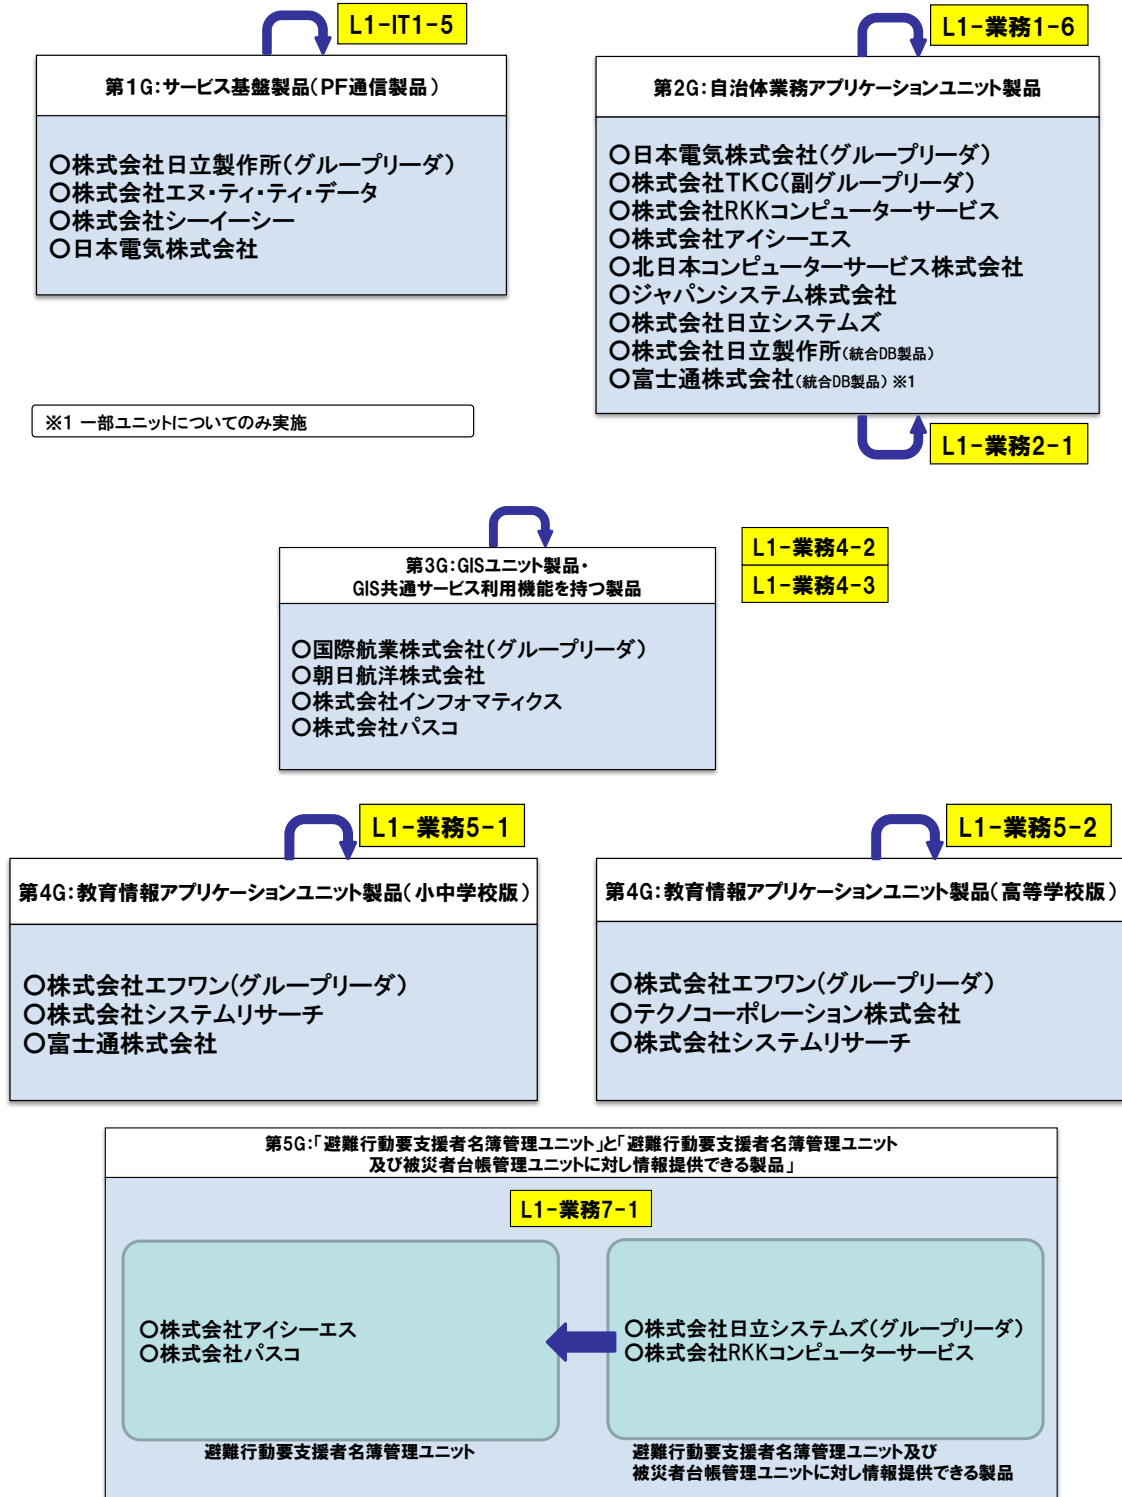 L1-IT1-5
第1G:サービス基盤製品(PF通信製品)
○株式会社日立製作所(グループリーダ)
○株式会社エヌ・ティ・ティ・データ
○株式会社シーイーシー
○日本電気株式会社
※1 一部ユニットについてのみ実施
L1-業務1-6
第2G:自治体業務アプリケーションユニット製品
○日本電気株式会社(グループリーダ)
○株式会社TKC(副グループリーダ)
○株式会社RKKコンピューターサービス
○株式会社アイシーエス
○北日本コンピューターサービス株式会社
○ジャパンシステム株式会社
○株式会社日立システムズ
○株式会社日立製作所(統合DB製品)
○富士通株式会社(統合DB製品) ※1
L1-業務2-1
第3G:GISユニット製品・
GIS共通サービス利用機能を持つ製品
○国際航業株式会社(グループリーダ)
○朝日航洋株式会社
○株式会社インフォマティクス
○株式会社パスコ
L1-業務4-2
L1-業務4-3
L1-業務5-1
第4G:教育情報アプリケーションユニット製品(小中学校版)
○株式会社エフワン(グループリーダ)
○株式会社システムリサーチ
○富士通株式会社
L1-業務5-2
第4G:教育情報アプリケーションユニット製品(高等学校版)
○株式会社エフワン(グループリーダ)
○テクノコーポレーション株式会社
○株式会社システムリサーチ
第5G:「避難行動要支援者名簿管理ユニット」と「避難行動要支援者名簿管理ユニット
及び被災者台帳管理ユニットに対し情報提供できる製品」
L1-業務7-1
○株式会社アイシーエス
○株式会社パスコ
避難行動要支援者名簿管理ユニット
○株式会社日立システムズ(グループリーダ)
○株式会社RKKコンピューターサービス
避難行動要支援者名簿管理ユニット及び
被災者台帳管理ユニットに対し情報提供できる製品